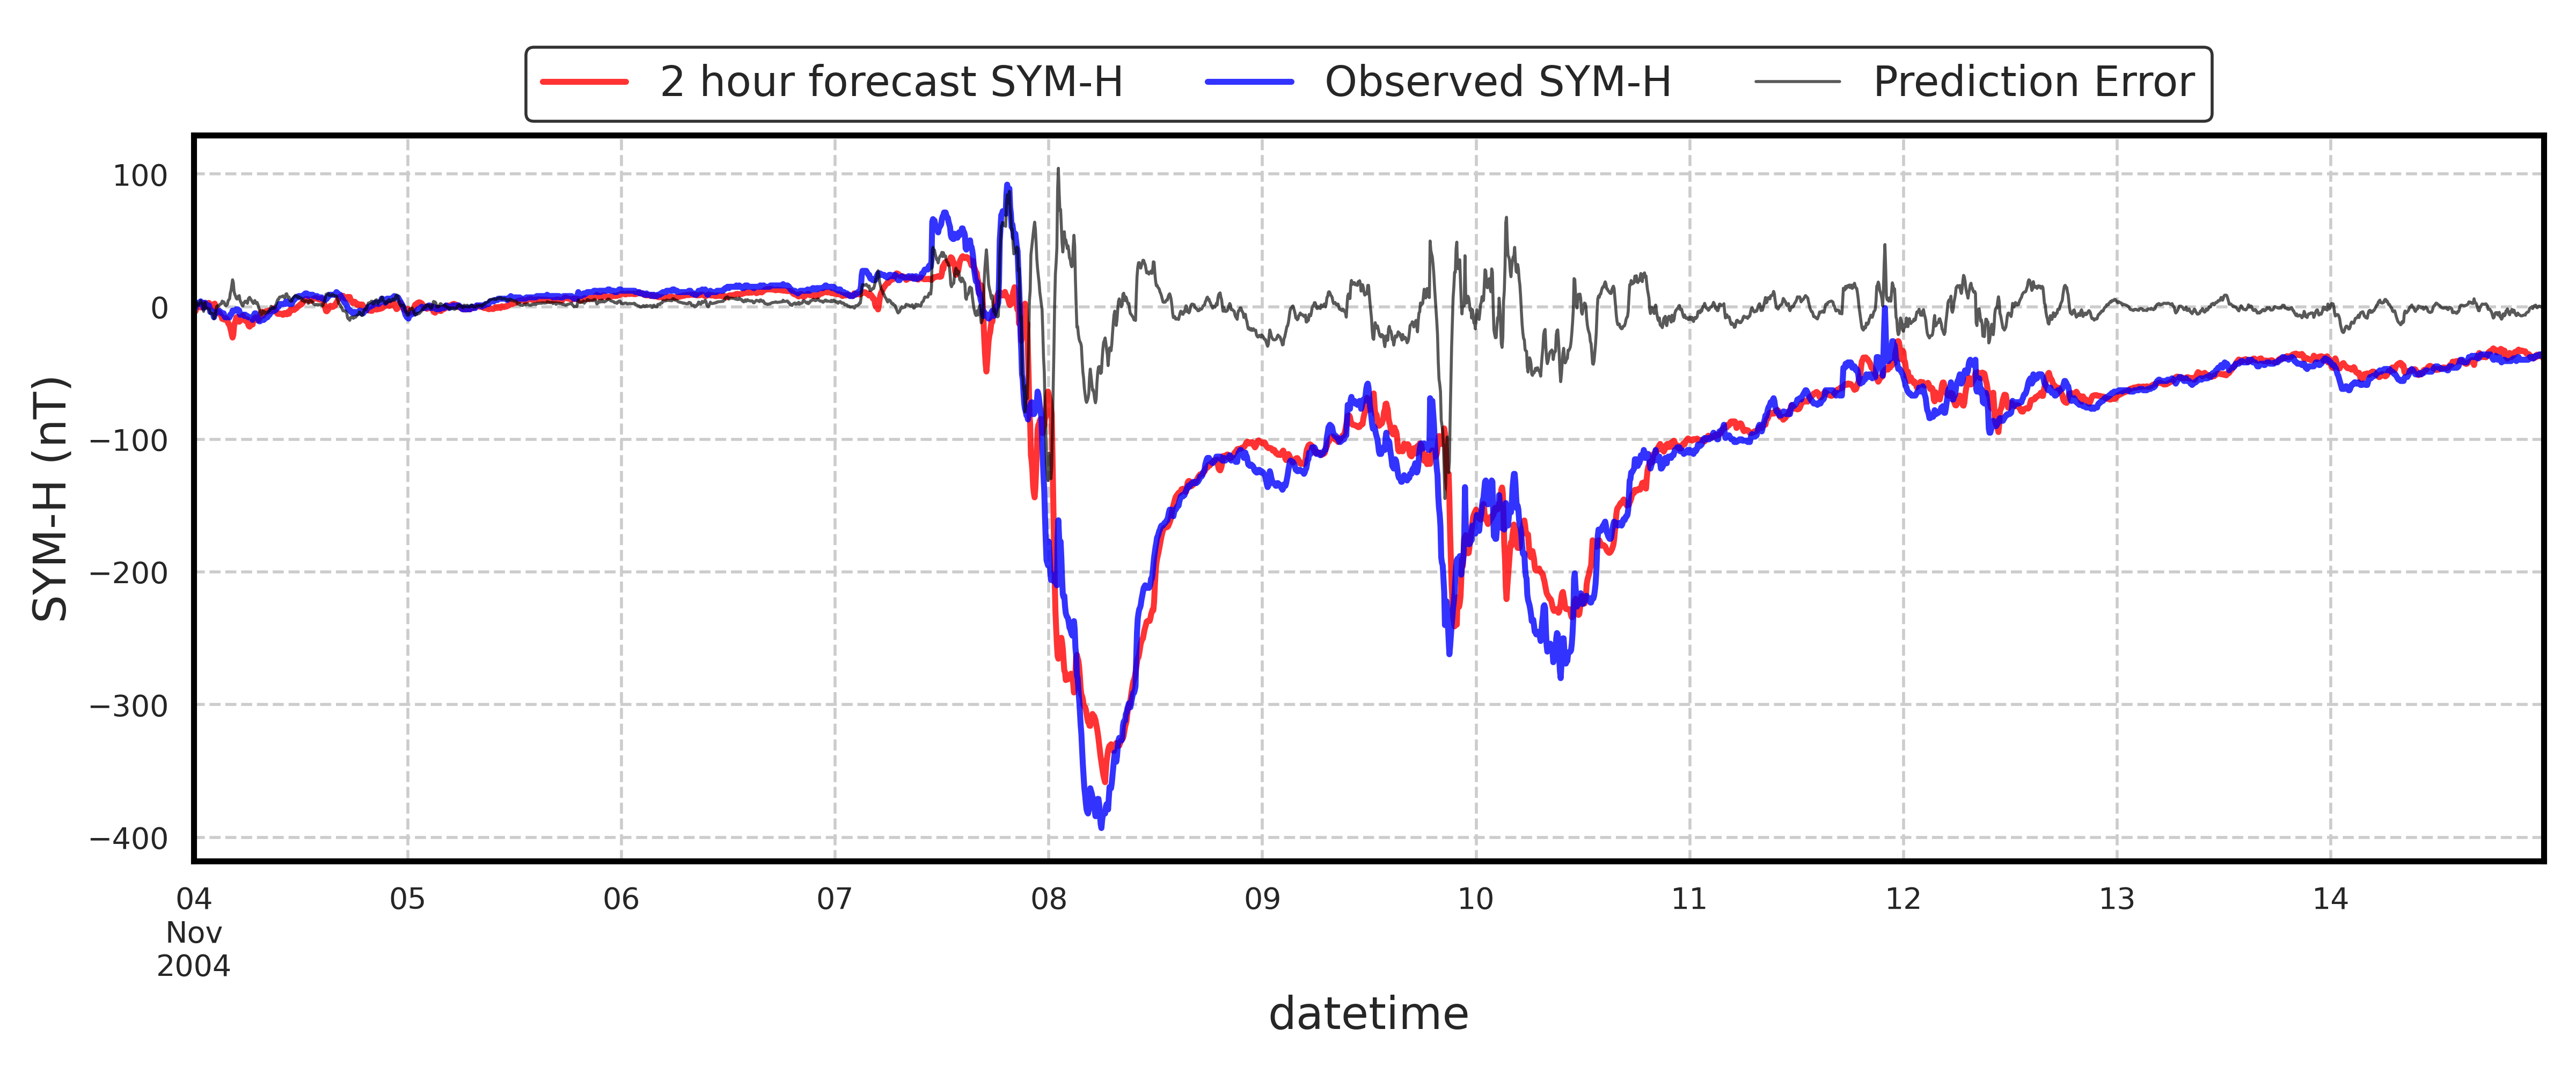 2 hour forecast SYM-H Observed SYM-H Prediction Error
SYM-H (nT)
100
0
−100
−200
−300
−400
04 05 06 07 08 09 10 11 12 13 14
Nov
2004
datetime